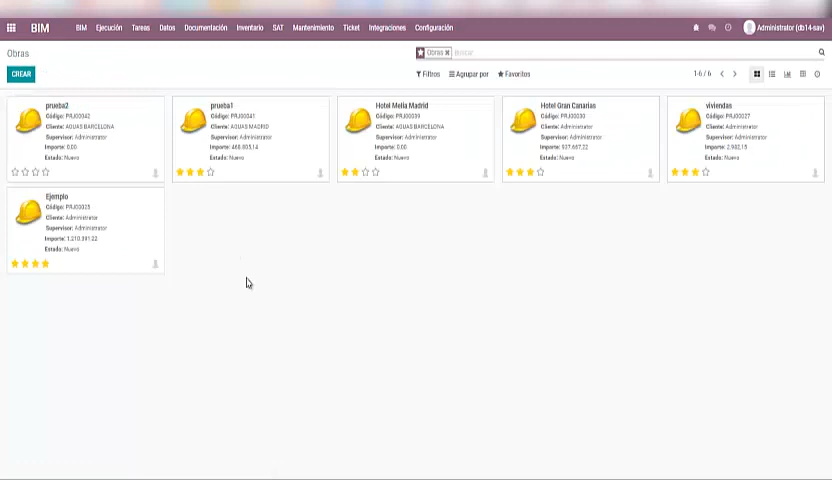 BIM BIM Ejecución Tareas Datos Documentación Inventario SAT Mantenimiento Ticket Integraciones Configuración Administrator (db14-sav)
Obras
Obras × Buscar
CREAR
Filtros Agrupar por Favoritos 1-6 / 6
prueba2
Código: PRJ00042
Cliente: AGUAS BARCELONA
Supervisor: Administrator
Importe: 0,00
Estado: Nuevo
prueba1
Código: PRJ00041
Cliente: AGUAS MADRID
Supervisor: Administrator
Importe: 468.805,14
Estado: Nuevo
Hotel Melia Madrid
Código: PRJ00039
Cliente: AGUAS BARCELONA
Supervisor: Administrator
Importe: 0,00
Estado: Nuevo
Hotel Gran Canarias
Código: PRJ00030
Cliente: Administrator
Supervisor: Administrator
Importe: 937.667,22
Estado: Nuevo
viviendas
Código: PRJ00027
Cliente: Administrator
Supervisor: Administrator
Importe: 2.982,15
Estado: Nuevo
Ejemplo
Código: PRJ00025
Cliente: Administrator
Supervisor: Administrator
Importe: 1.210.391,22
Estado: Nuevo